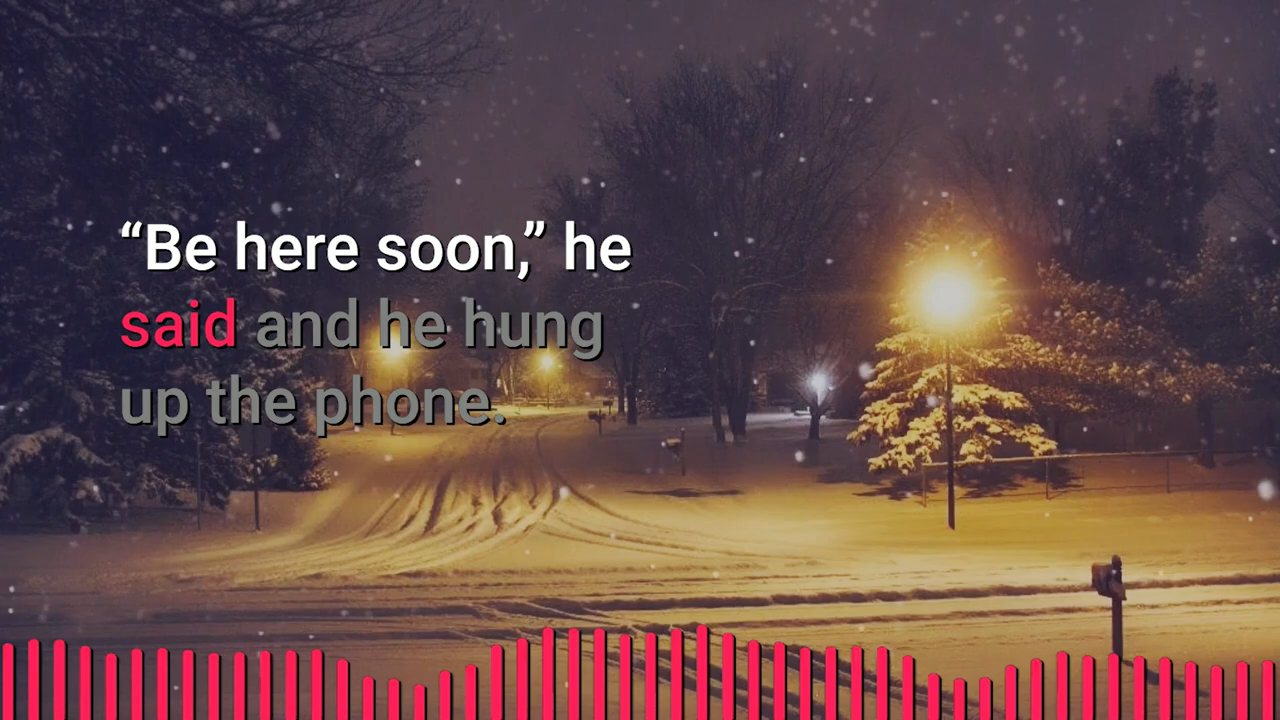 “Be here soon,” he
said and he hung
up the phone.